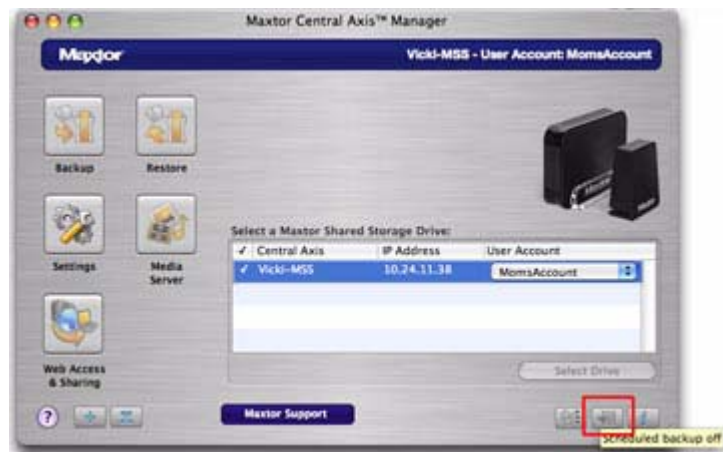 Maxtor Central Axis™ Manager
Maxtor
Vicki-MSS - User Account: MomsAccount
Backup
Restore
Settings
Media Server
Web Access & Sharing
Select a Maxtor Shared Storage Drive:
✓ Central Axis IP Address User Account
✓ Vicki-MSS 10.24.11.38 MomsAccount
Select Drive
?
Maxtor Support
i
Scheduled backup off